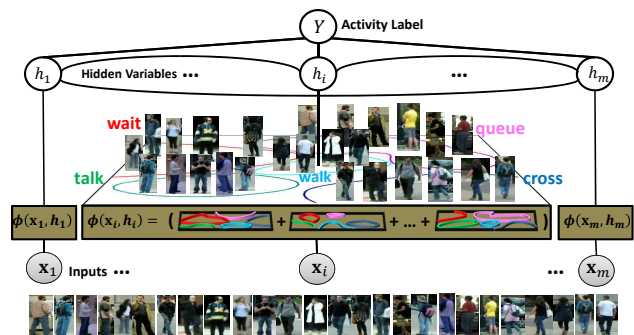 Y Activity Label
h₁ Hidden Variables ... hᵢ ... hₘ
wait queue
talk walk cross
ϕ(x₁, h₁) ϕ(xᵢ, hᵢ) = ( + + ... + ) ϕ(xₘ, hₘ)
x₁ Inputs ... xᵢ ... xₘ